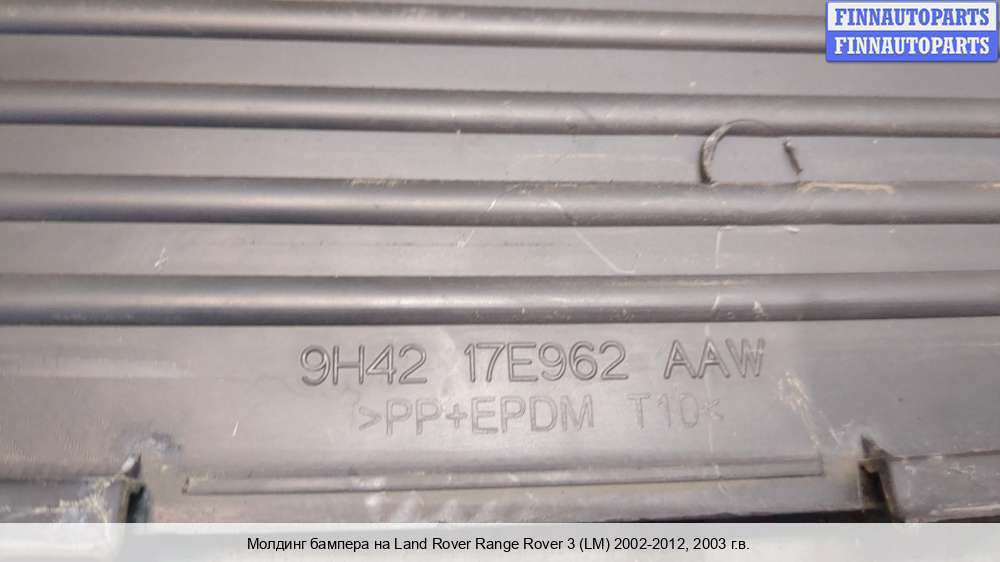 FINNAUTOPARTS
FINNAUTOPARTS
9H42 17E962 AAW
>PP+EPDM T10<
Молдинг бампера на Land Rover Range Rover 3 (LM) 2002-2012, 2003 г.в.